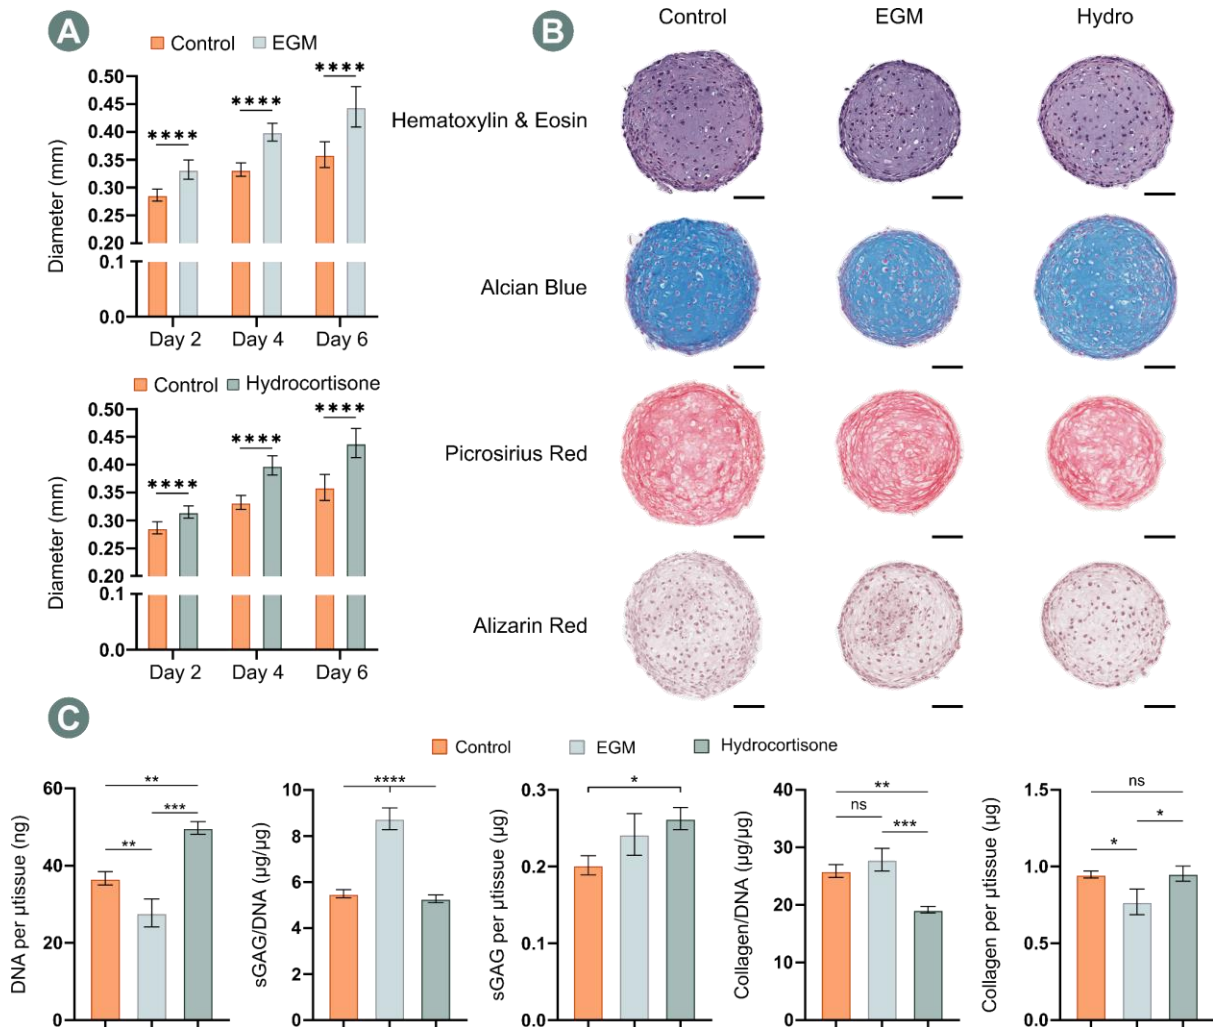 A
Control EGM
Diameter (mm)
0.50
0.45
0.40
0.35
0.30
0.25
0.20
0.1
0.0
****
****
****
Day 2 Day 4 Day 6
Control Hydrocortisone
Diameter (mm)
0.50
0.45
0.40
0.35
0.30
0.25
0.20
0.1
0.0
****
****
****
Day 2 Day 4 Day 6
B
Control EGM Hydro
Hematoxylin & Eosin
Alcian Blue
Picrosirius Red
Alizarin Red
C
Control EGM Hydrocortisone
DNA per µtissue (ng)
60
40
20
0
**
***
**
sGAG/DNA (µg/µg)
10
8
6
4
2
0
****
sGAG per µtissue (µg)
0.3
0.2
0.1
0.0
*
Collagen/DNA (µg/µg)
40
30
20
10
0
**
ns
***
Collagen per µtissue (µg)
1.5
1.0
0.5
0.0
ns
*
*